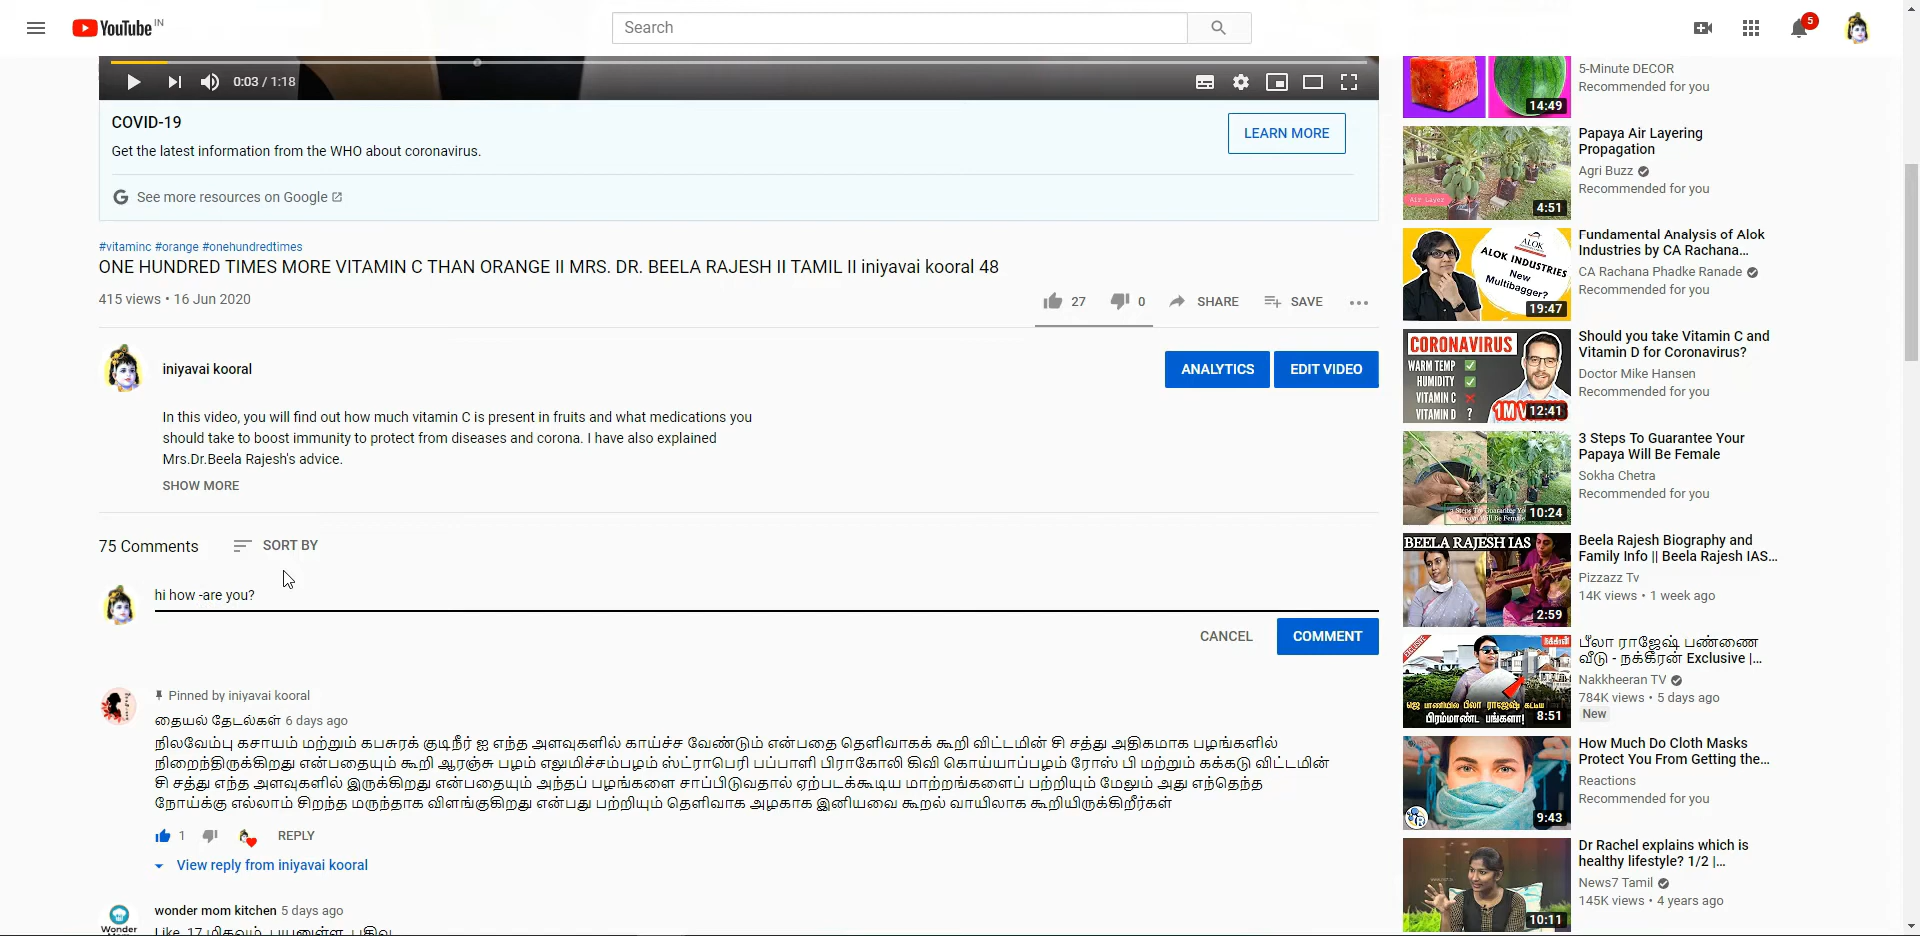 YouTube IN
Search
5
0:03 / 1:18
COVID-19
Get the latest information from the WHO about coronavirus.
LEARN MORE
See more resources on Google
#vitaminc #orange #onehundredtimes
ONE HUNDRED TIMES MORE VITAMIN C THAN ORANGE II MRS. DR. BEELA RAJESH II TAMIL II iniyavai kooral 48
415 views • 16 Jun 2020
27
0
SHARE
SAVE
iniyavai kooral
ANALYTICS
EDIT VIDEO
In this video, you will find out how much vitamin C is present in fruits and what medications you
should take to boost immunity to protect from diseases and corona. I have also explained
Mrs.Dr.Beela Rajesh's advice.
SHOW MORE
75 Comments
SORT BY
hi how -are you?
CANCEL
COMMENT
Pinned by iniyavai kooral
தையல் தேடல்கள் 6 days ago
நிலவேம்பு கசாயம் மற்றும் கபசுரக் குடிநீர் ஐ எந்த அளவுகளில் காய்ச்ச வேண்டும் என்பதை தெளிவாகக் கூறி விட்டமின் சி சத்து அதிகமாக பழங்களில்
நிறைந்திருக்கிறது என்பதையும் கூறி ஆரஞ்சு பழம் எலுமிச்சம்பழம் ஸ்ட்ராபெரி பப்பாளி பிராகோலி கிவி கொய்யாப்பழம் ரோஸ் பி மற்றும் கக்கடு விட்டமின்
சி சத்து எந்த அளவுகளில் இருக்கிறது என்பதையும் அந்தப் பழங்களை சாப்பிடுவதால் ஏற்படக்கூடிய மாற்றங்களைப் பற்றியும் மேலும் அது எந்தெந்த
நோய்க்கு எல்லாம் சிறந்த மருந்தாக விளங்குகிறது என்பது பற்றியும் தெளிவாக அழகாக இனியவை கூறல் வாயிலாக கூறியிருக்கிறீர்கள்
1
REPLY
View reply from iniyavai kooral
wonder mom kitchen 5 days ago
Wonder
Like 17
14:49
5-Minute DECOR
Recommended for you
Air Layer
4:51
Papaya Air Layering
Propagation
Agri Buzz
Recommended for you
ALOK
ALOK INDUSTRIES
New
Multibagger?
19:47
Fundamental Analysis of Alok
Industries by CA Rachana...
CA Rachana Phadke Ranade
Recommended for you
CORONAVIRUS
WARM TEMP
HUMIDITY
VITAMIN C
VITAMIN D ?
12:41
Should you take Vitamin C and
Vitamin D for Coronavirus?
Doctor Mike Hansen
Recommended for you
10:24
3 Steps To Guarantee Your
Papaya Will Be Female
Sokha Chetra
Recommended for you
BEELA RAJESH IAS
2:59
Beela Rajesh Biography and
Family Info || Beela Rajesh IAS...
Pizzazz Tv
14K views • 1 week ago
EXCLUSIVE
பிரம்மாண்ட பங்களா!
8:51
பீலா ராஜேஷ் பண்ணை
வீடு - நக்கீரன் Exclusive |...
Nakkheeran TV
784K views • 5 days ago
New
9:43
How Much Do Cloth Masks
Protect You From Getting the...
Reactions
Recommended for you
10:11
Dr Rachel explains which is
healthy lifestyle? 1/2 |...
News7 Tamil
145K views • 4 years ago